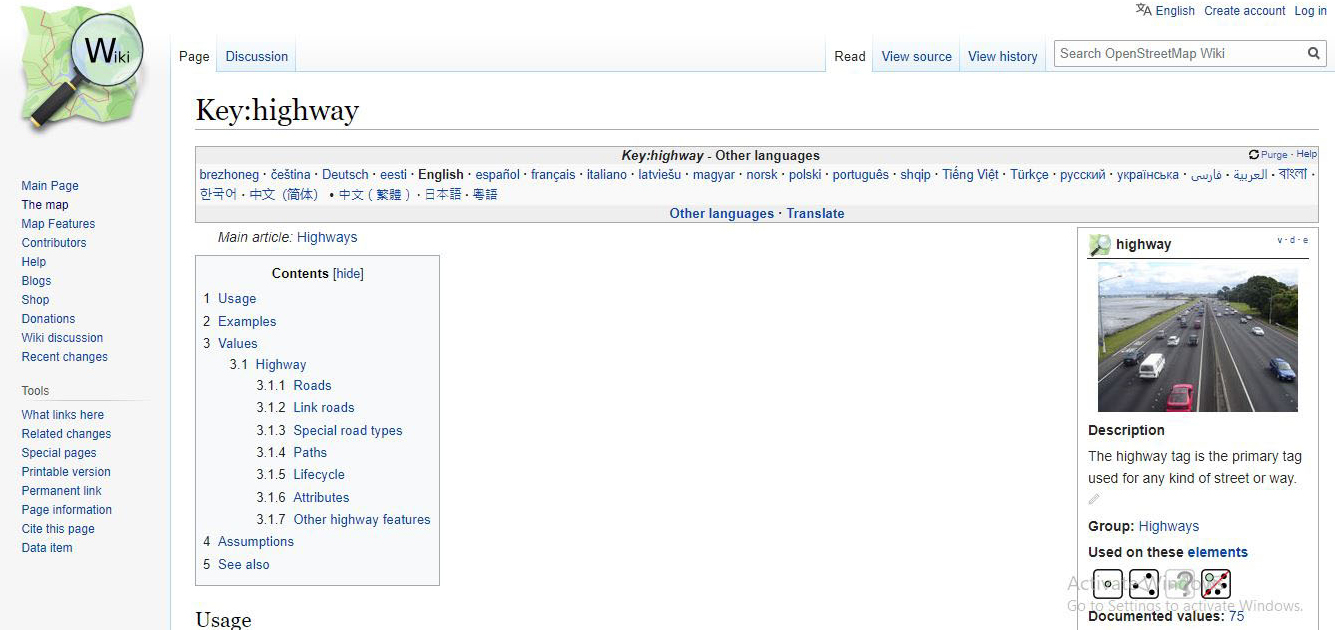 English Create account Log in
Wiki
Page Discussion Read View source View history Search OpenStreetMap Wiki
Key:highway
Key:highway - Other languages Purge · Help
brezhoneg · čeština · Deutsch · eesti · English · español · français · italiano · latviešu · magyar · norsk · polski · português · shqip · Tiếng Việt · Türkçe · русский · українська · فارسی · العربية · বাংলা ·
한국어 · 中文（简体） • 中文（繁體） · 日本語 · 粵語
Other languages · Translate
Main Page
The map
Map Features
Contributors
Help
Blogs
Shop
Donations
Wiki discussion
Recent changes
Tools
What links here
Related changes
Special pages
Printable version
Permanent link
Page information
Cite this page
Data item
Main article: Highways
Contents [hide]
1 Usage
2 Examples
3 Values
3.1 Highway
3.1.1 Roads
3.1.2 Link roads
3.1.3 Special road types
3.1.4 Paths
3.1.5 Lifecycle
3.1.6 Attributes
3.1.7 Other highway features
4 Assumptions
5 See also
Usage
highway v · d · e
Description
The highway tag is the primary tag
used for any kind of street or way.
Group: Highways
Used on these elements
Activate Windows
Go to Settings to activate Windows.
Documented values: 75